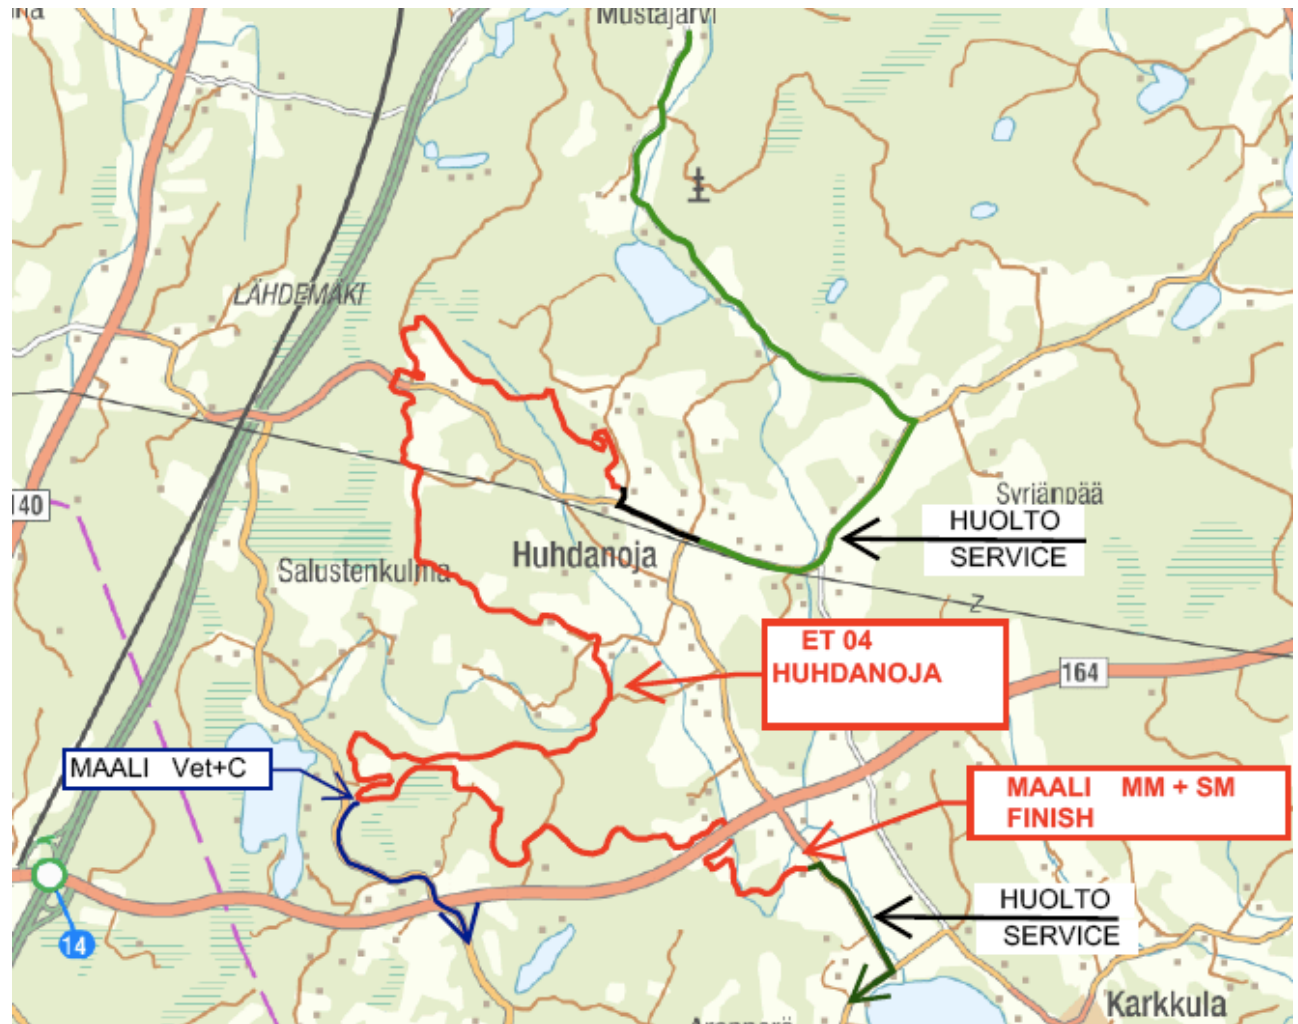 Mustajärvi
LÄHDEMÄKI
140
Syriänpää
HUOLTO
SERVICE
Huhdanoja
Salustenkulma
Z
ET 04
HUHDANOJA
164
MAALI Vet+C
MAALI MM + SM
FINISH
HUOLTO
SERVICE
14
Karkkula